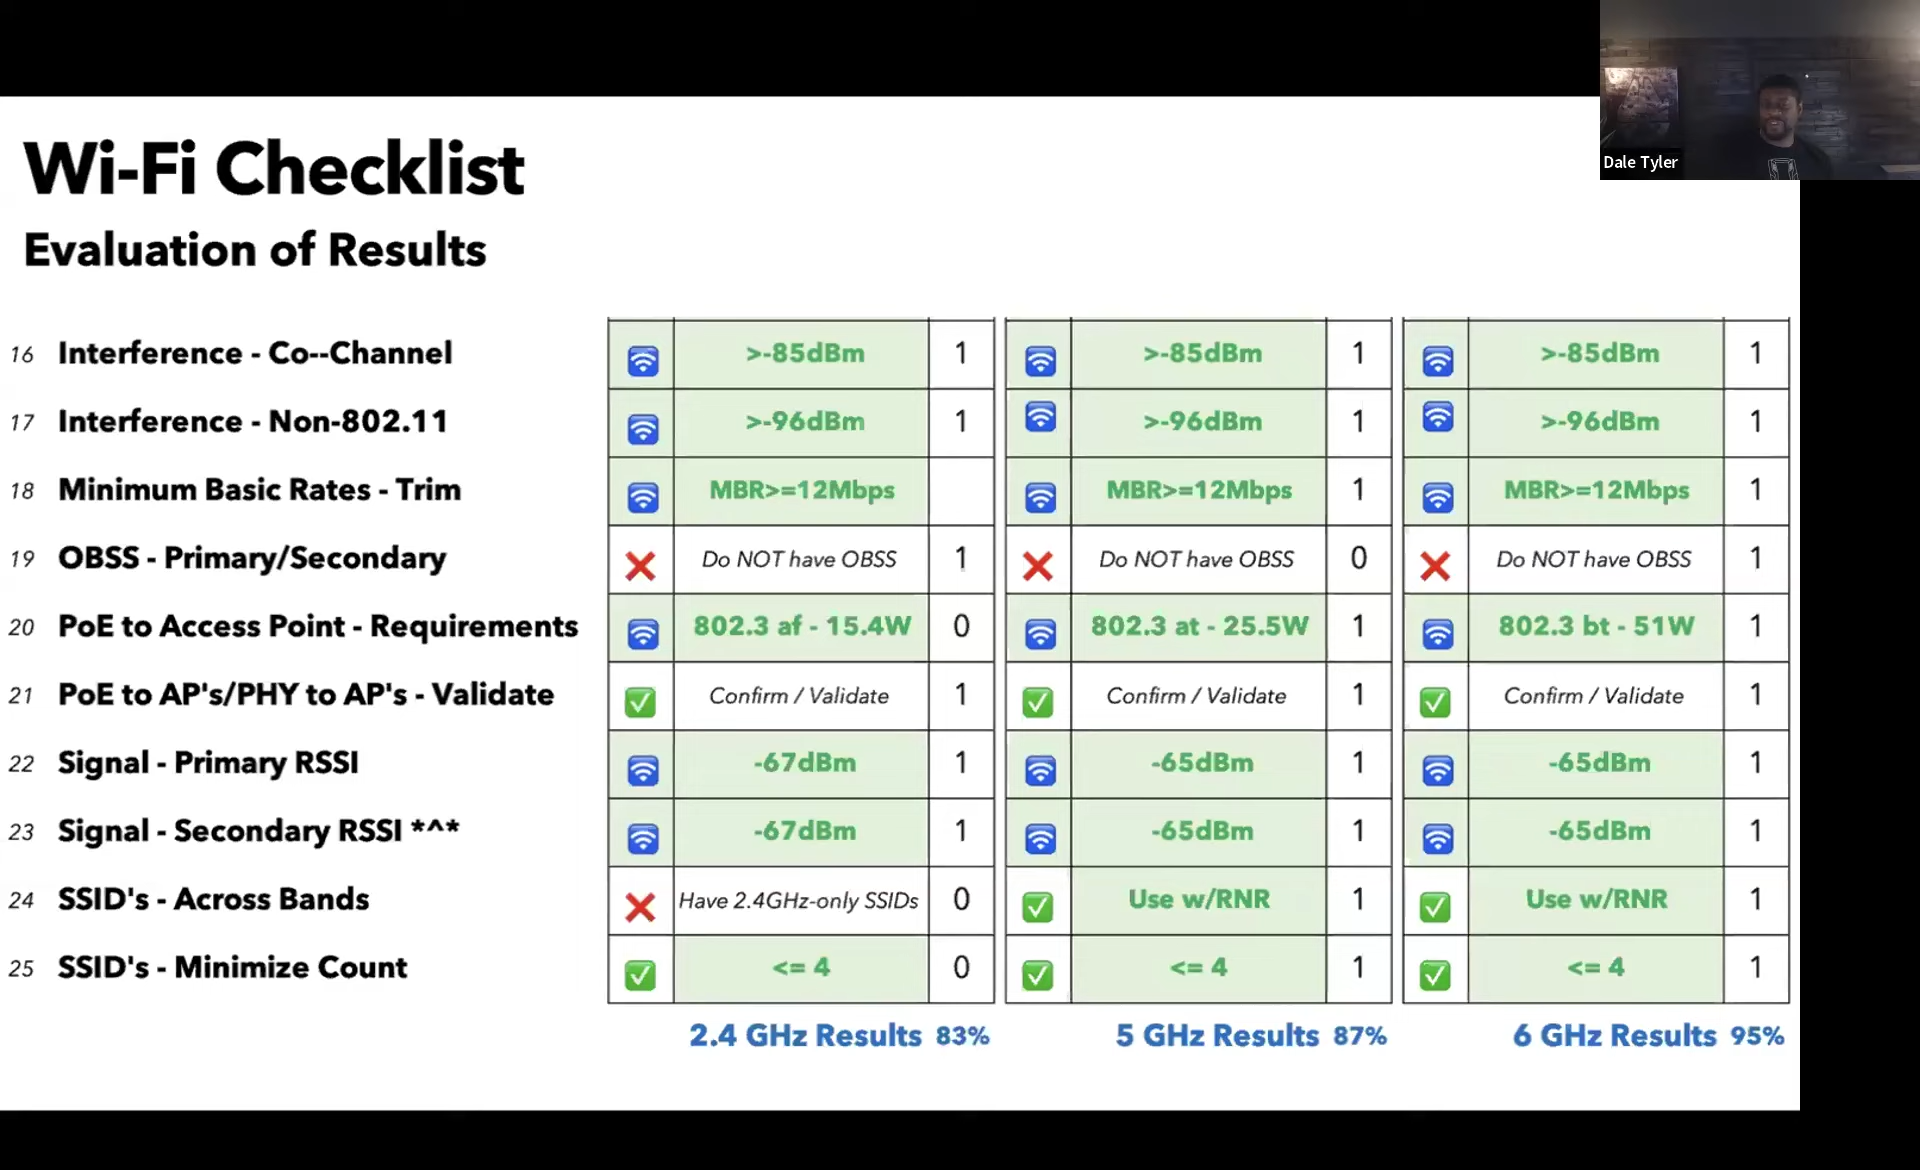 Dale Tyler
Wi-Fi Checklist
Evaluation of Results
16 Interference - Co--Channel >-85dBm 1 >-85dBm 1 >-85dBm 1
17 Interference - Non-802.11 >-96dBm 1 >-96dBm 1 >-96dBm 1
18 Minimum Basic Rates - Trim MBR>=12Mbps MBR>=12Mbps 1 MBR>=12Mbps 1
19 OBSS - Primary/Secondary Do NOT have OBSS 1 Do NOT have OBSS 0 Do NOT have OBSS 1
20 PoE to Access Point - Requirements 802.3 af - 15.4W 0 802.3 at - 25.5W 1 802.3 bt - 51W 1
21 PoE to AP's/PHY to AP's - Validate Confirm / Validate 1 Confirm / Validate 1 Confirm / Validate 1
22 Signal - Primary RSSI -67dBm 1 -65dBm 1 -65dBm 1
23 Signal - Secondary RSSI *^* -67dBm 1 -65dBm 1 -65dBm 1
24 SSID's - Across Bands Have 2.4GHz-only SSIDs 0 Use w/RNR 1 Use w/RNR 1
25 SSID's - Minimize Count <= 4 0 <= 4 1 <= 4 1
2.4 GHz Results 83% 5 GHz Results 87% 6 GHz Results 95%